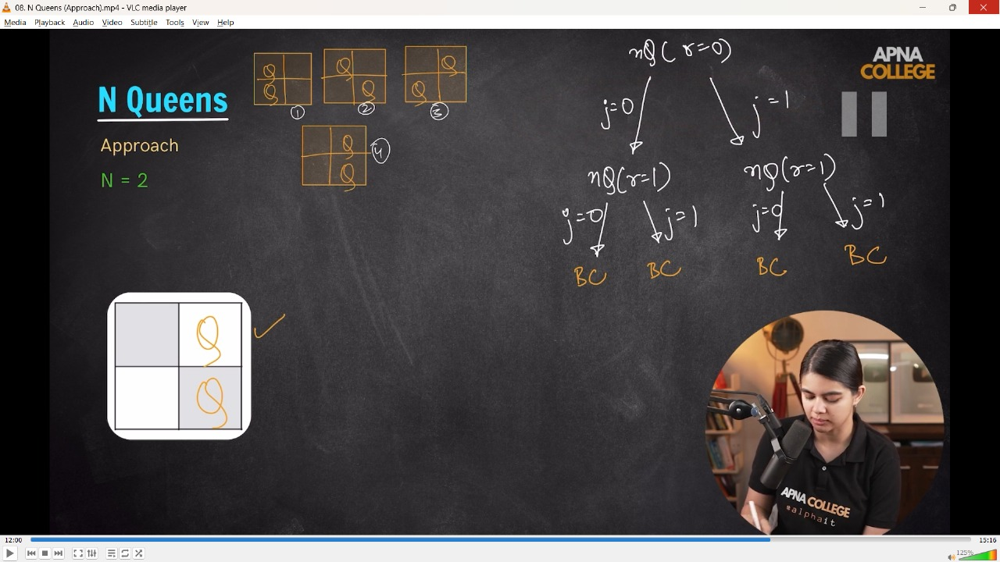 08. N Queens (Approach).mp4 - VLC media player
Media Playback Audio Video Subtitle Tools View Help
N Queens
Approach
N = 2
Q
Q
1
Q
Q
2
Q
Q
3
Q
Q
4
nQ( r=0)
j=0
j=1
nQ(r=1)
nQ(r=1)
j=0
j=1
j=0
j=1
BC
BC
BC
BC
APNA
COLLEGE
Q
Q
APNA COLLEGE
#alphait
12:00
15:16
125%